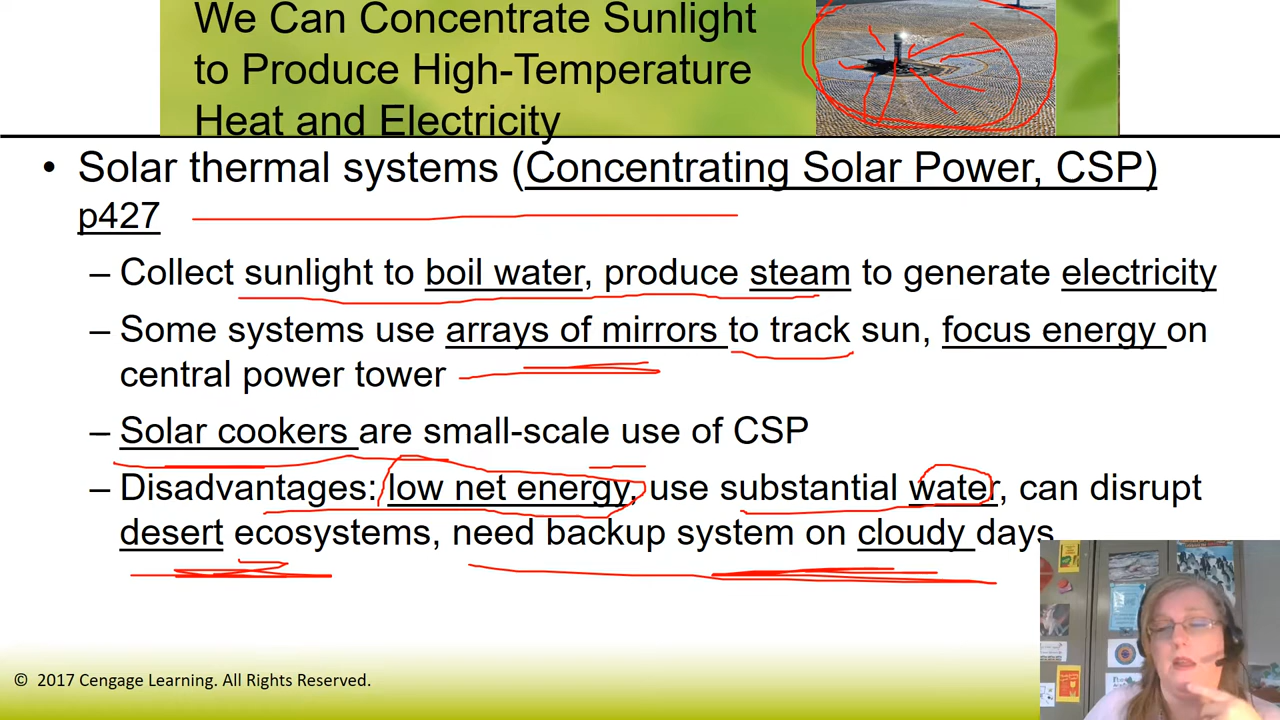 We Can Concentrate Sunlight
to Produce High-Temperature
Heat and Electricity
• Solar thermal systems (Concentrating Solar Power, CSP)
p427
– Collect sunlight to boil water, produce steam to generate electricity
– Some systems use arrays of mirrors to track sun, focus energy on
central power tower
– Solar cookers are small-scale use of CSP
– Disadvantages: low net energy, use substantial water, can disrupt
desert ecosystems, need backup system on cloudy days
© 2017 Cengage Learning. All Rights Reserved.